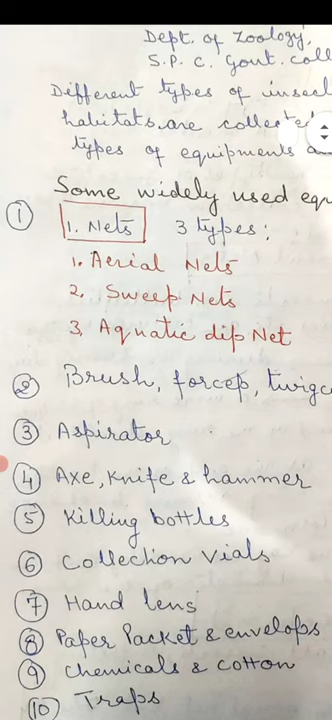 Dept. of Zoology,
S. P. C. Govt. Coll
Different types of insec
habitats are collected
types of equipments a
Some widely used equ
① 1. Nets 3 types:
1. Aerial Nets
2. Sweep Nets
3. Aquatic dip Net
② Brush, forcep,
③ Aspirator
④ Axe, Knife & hammer
⑤ Killing bottles
⑥ Collection Vials
⑦ Hand lens
⑧ Paper Packet & envelops
⑨ Chemicals & cotton
⑩ Traps